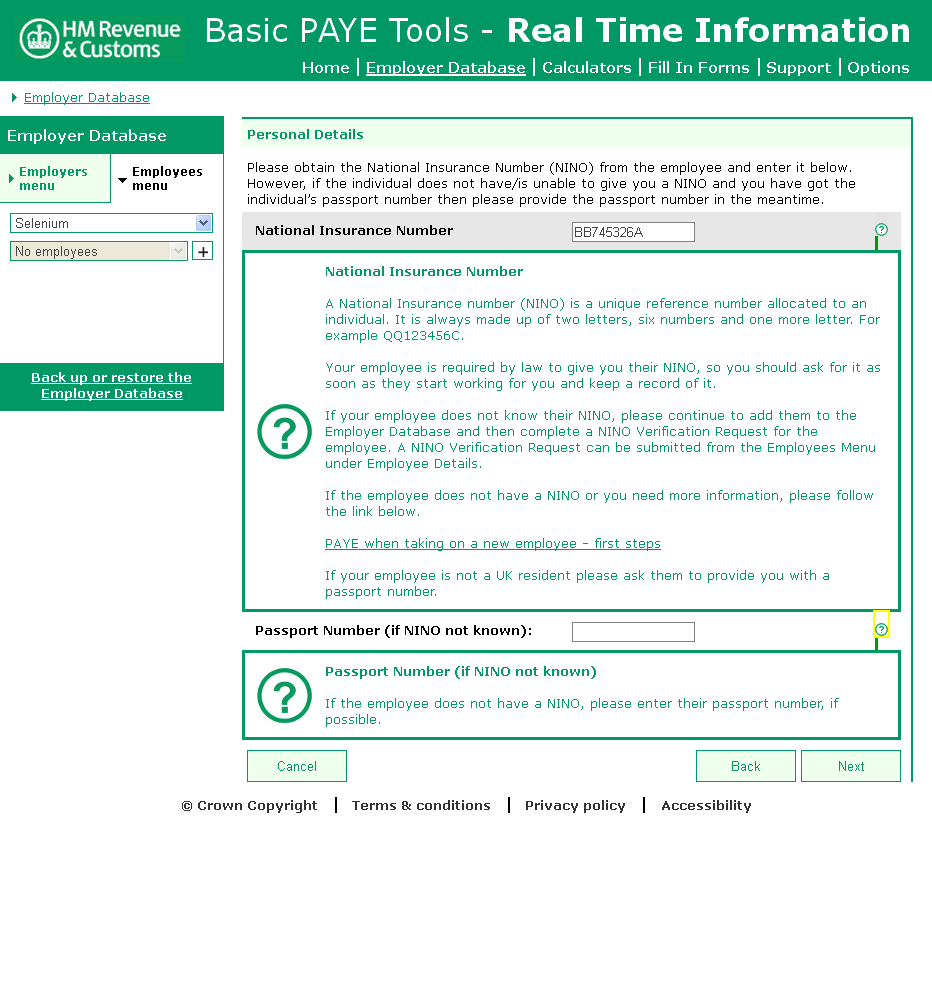 HM Revenue
& Customs
Basic PAYE Tools - Real Time Information
Home | Employer Database | Calculators | Fill In Forms | Support | Options
Employer Database
Employer Database
Employers
menu
Employees
menu
Selenium
No employees
+
Back up or restore the
Employer Database
Personal Details
Please obtain the National Insurance Number (NINO) from the employee and enter it below.
However, if the individual does not have/is unable to give you a NINO and you have got the
individual's passport number then please provide the passport number in the meantime.
National Insurance Number BB745326A ?
National Insurance Number
A National Insurance number (NINO) is a unique reference number allocated to an
individual. It is always made up of two letters, six numbers and one more letter. For
example QQ123456C.
Your employee is required by law to give you their NINO, so you should ask for it as
soon as they start working for you and keep a record of it.
?
If your employee does not know their NINO, please continue to add them to the
Employer Database and then complete a NINO Verification Request for the
employee. A NINO Verification Request can be submitted from the Employees Menu
under Employee Details.
If the employee does not have a NINO or you need more information, please follow
the link below.
PAYE when taking on a new employee - first steps
If your employee is not a UK resident please ask them to provide you with a
passport number.
Passport Number (if NINO not known): ?
?
Passport Number (if NINO not known)
If the employee does not have a NINO, please enter their passport number, if
possible.
Cancel
Back
Next
© Crown Copyright | Terms & conditions | Privacy policy | Accessibility